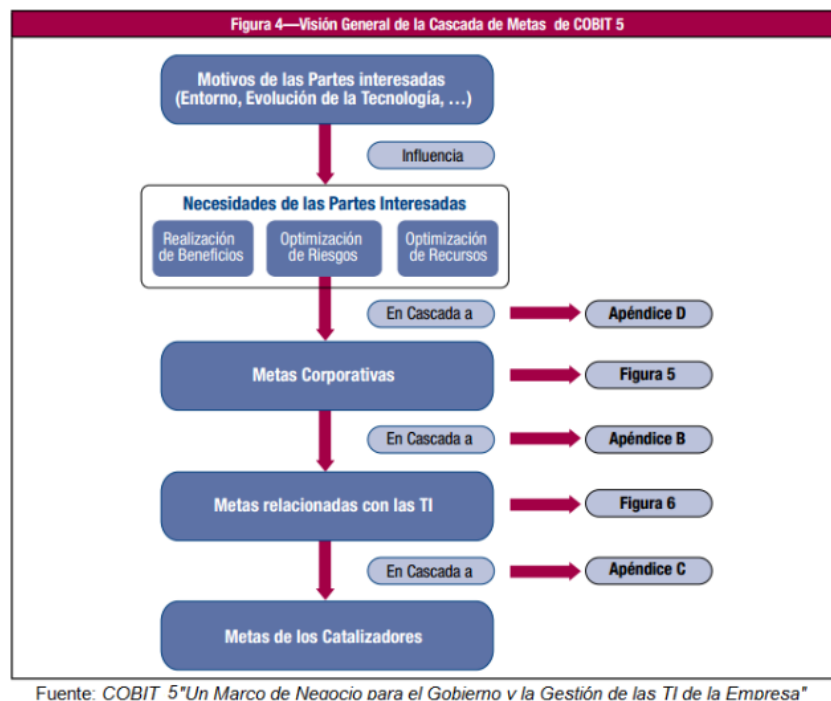 Figura 4—Visión General de la Cascada de Metas de COBIT 5
Motivos de las Partes interesadas
(Entorno, Evolución de la Tecnología, ...)
Influencia
Necesidades de las Partes Interesadas
Realización
de Beneficios
Optimización
de Riesgos
Optimización
de Recursos
En Cascada a
Apéndice D
Metas Corporativas
Figura 5
En Cascada a
Apéndice B
Metas relacionadas con las TI
Figura 6
En Cascada a
Apéndice C
Metas de los Catalizadores
Fuente: COBIT 5"Un Marco de Negocio para el Gobierno y la Gestión de las TI de la Empresa"